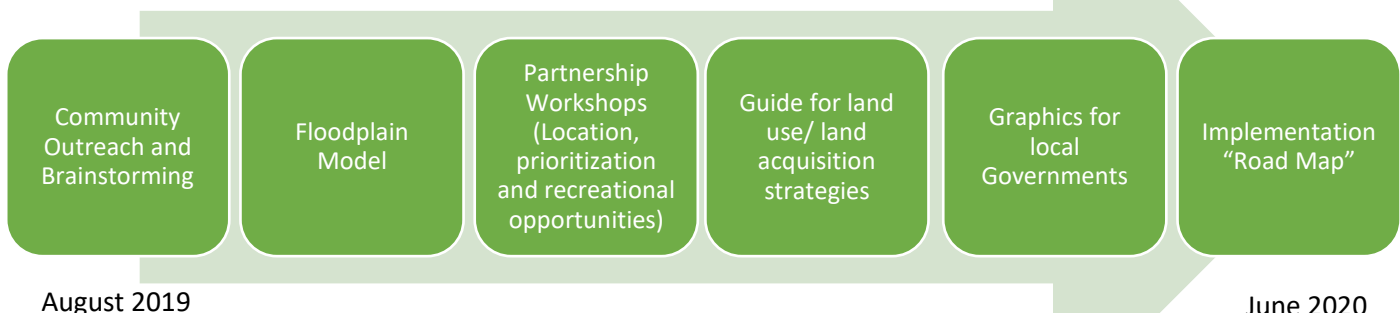 Community
Outreach and
Brainstorming
Floodplain
Model
Partnership
Workshops
(Location,
prioritization
and recreational
opportunities)
Guide for land
use/ land
acquisition
strategies
Graphics for
local
Governments
Implementation
“Road Map”
August 2019
June 2020